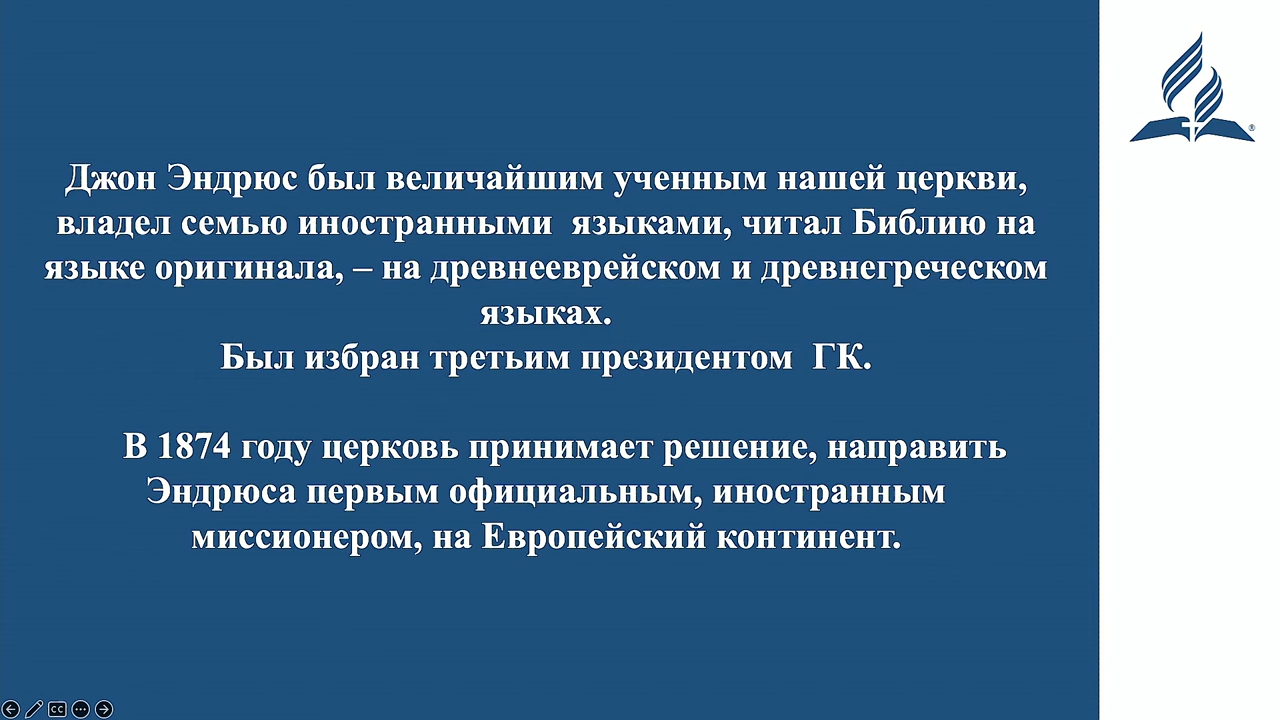 Джон Эндрюс был величайшим ученным нашей церкви,
владел семью иностранными языками, читал Библию на
языке оригинала, – на древнееврейском и древнегреческом
языках.
Был избран третьим президентом ГК.
В 1874 году церковь принимает решение, направить
Эндрюса первым официальным, иностранным
миссионером, на Европейский континент.
®
CC